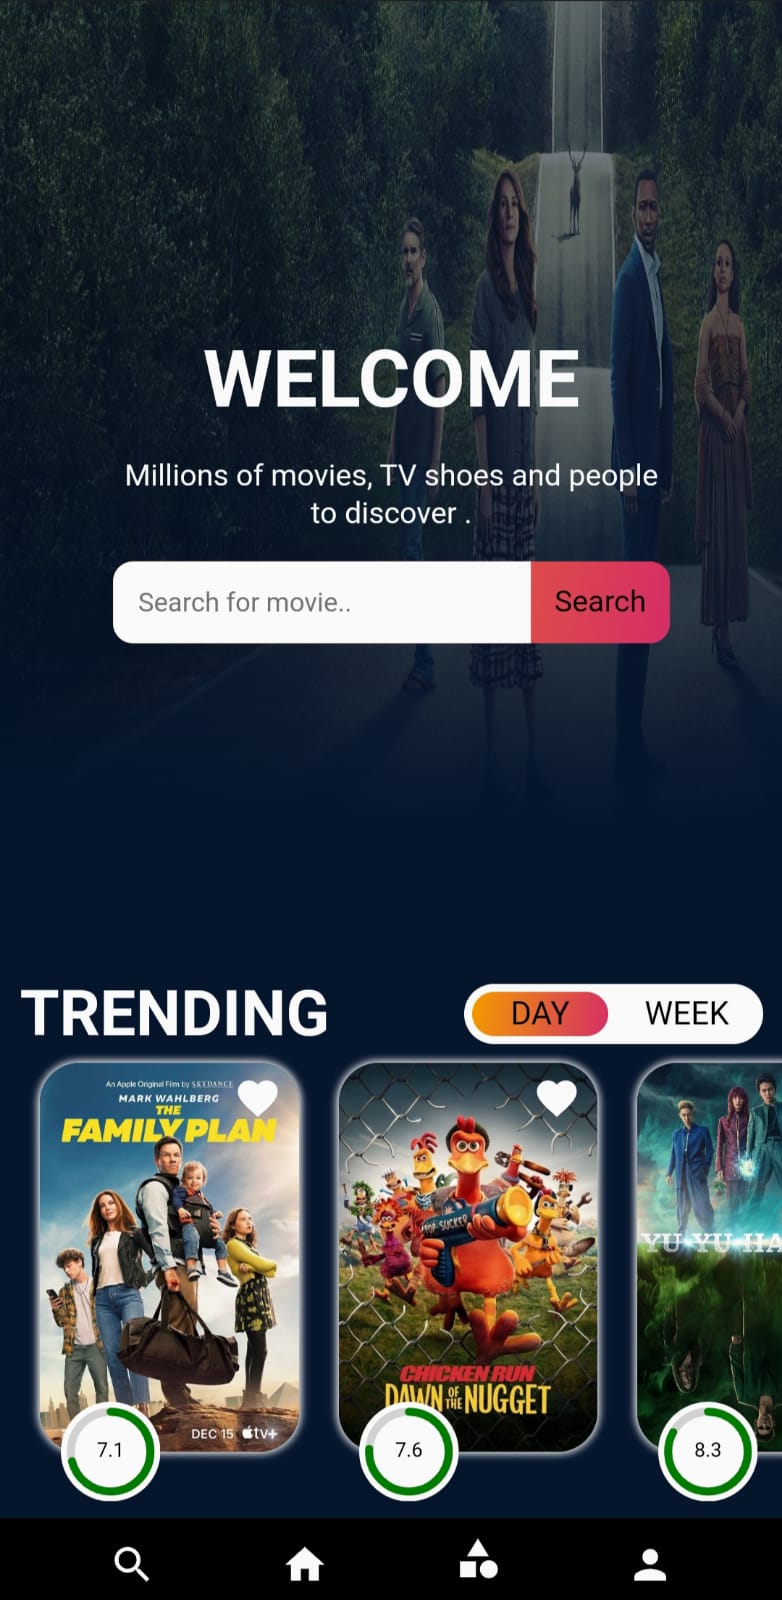 WELCOME
Millions of movies, TV shoes and people
to discover .
Search for movie..
Search
TRENDING
DAY
WEEK
An Apple Original Film by SKYDANCE
MARK WAHLBERG
THE
FAMILY PLAN
DEC 15
tv+
7.1
CHICKEN RUN
DAWN OF THE NUGGET
7.6
YU YU HA
8.3